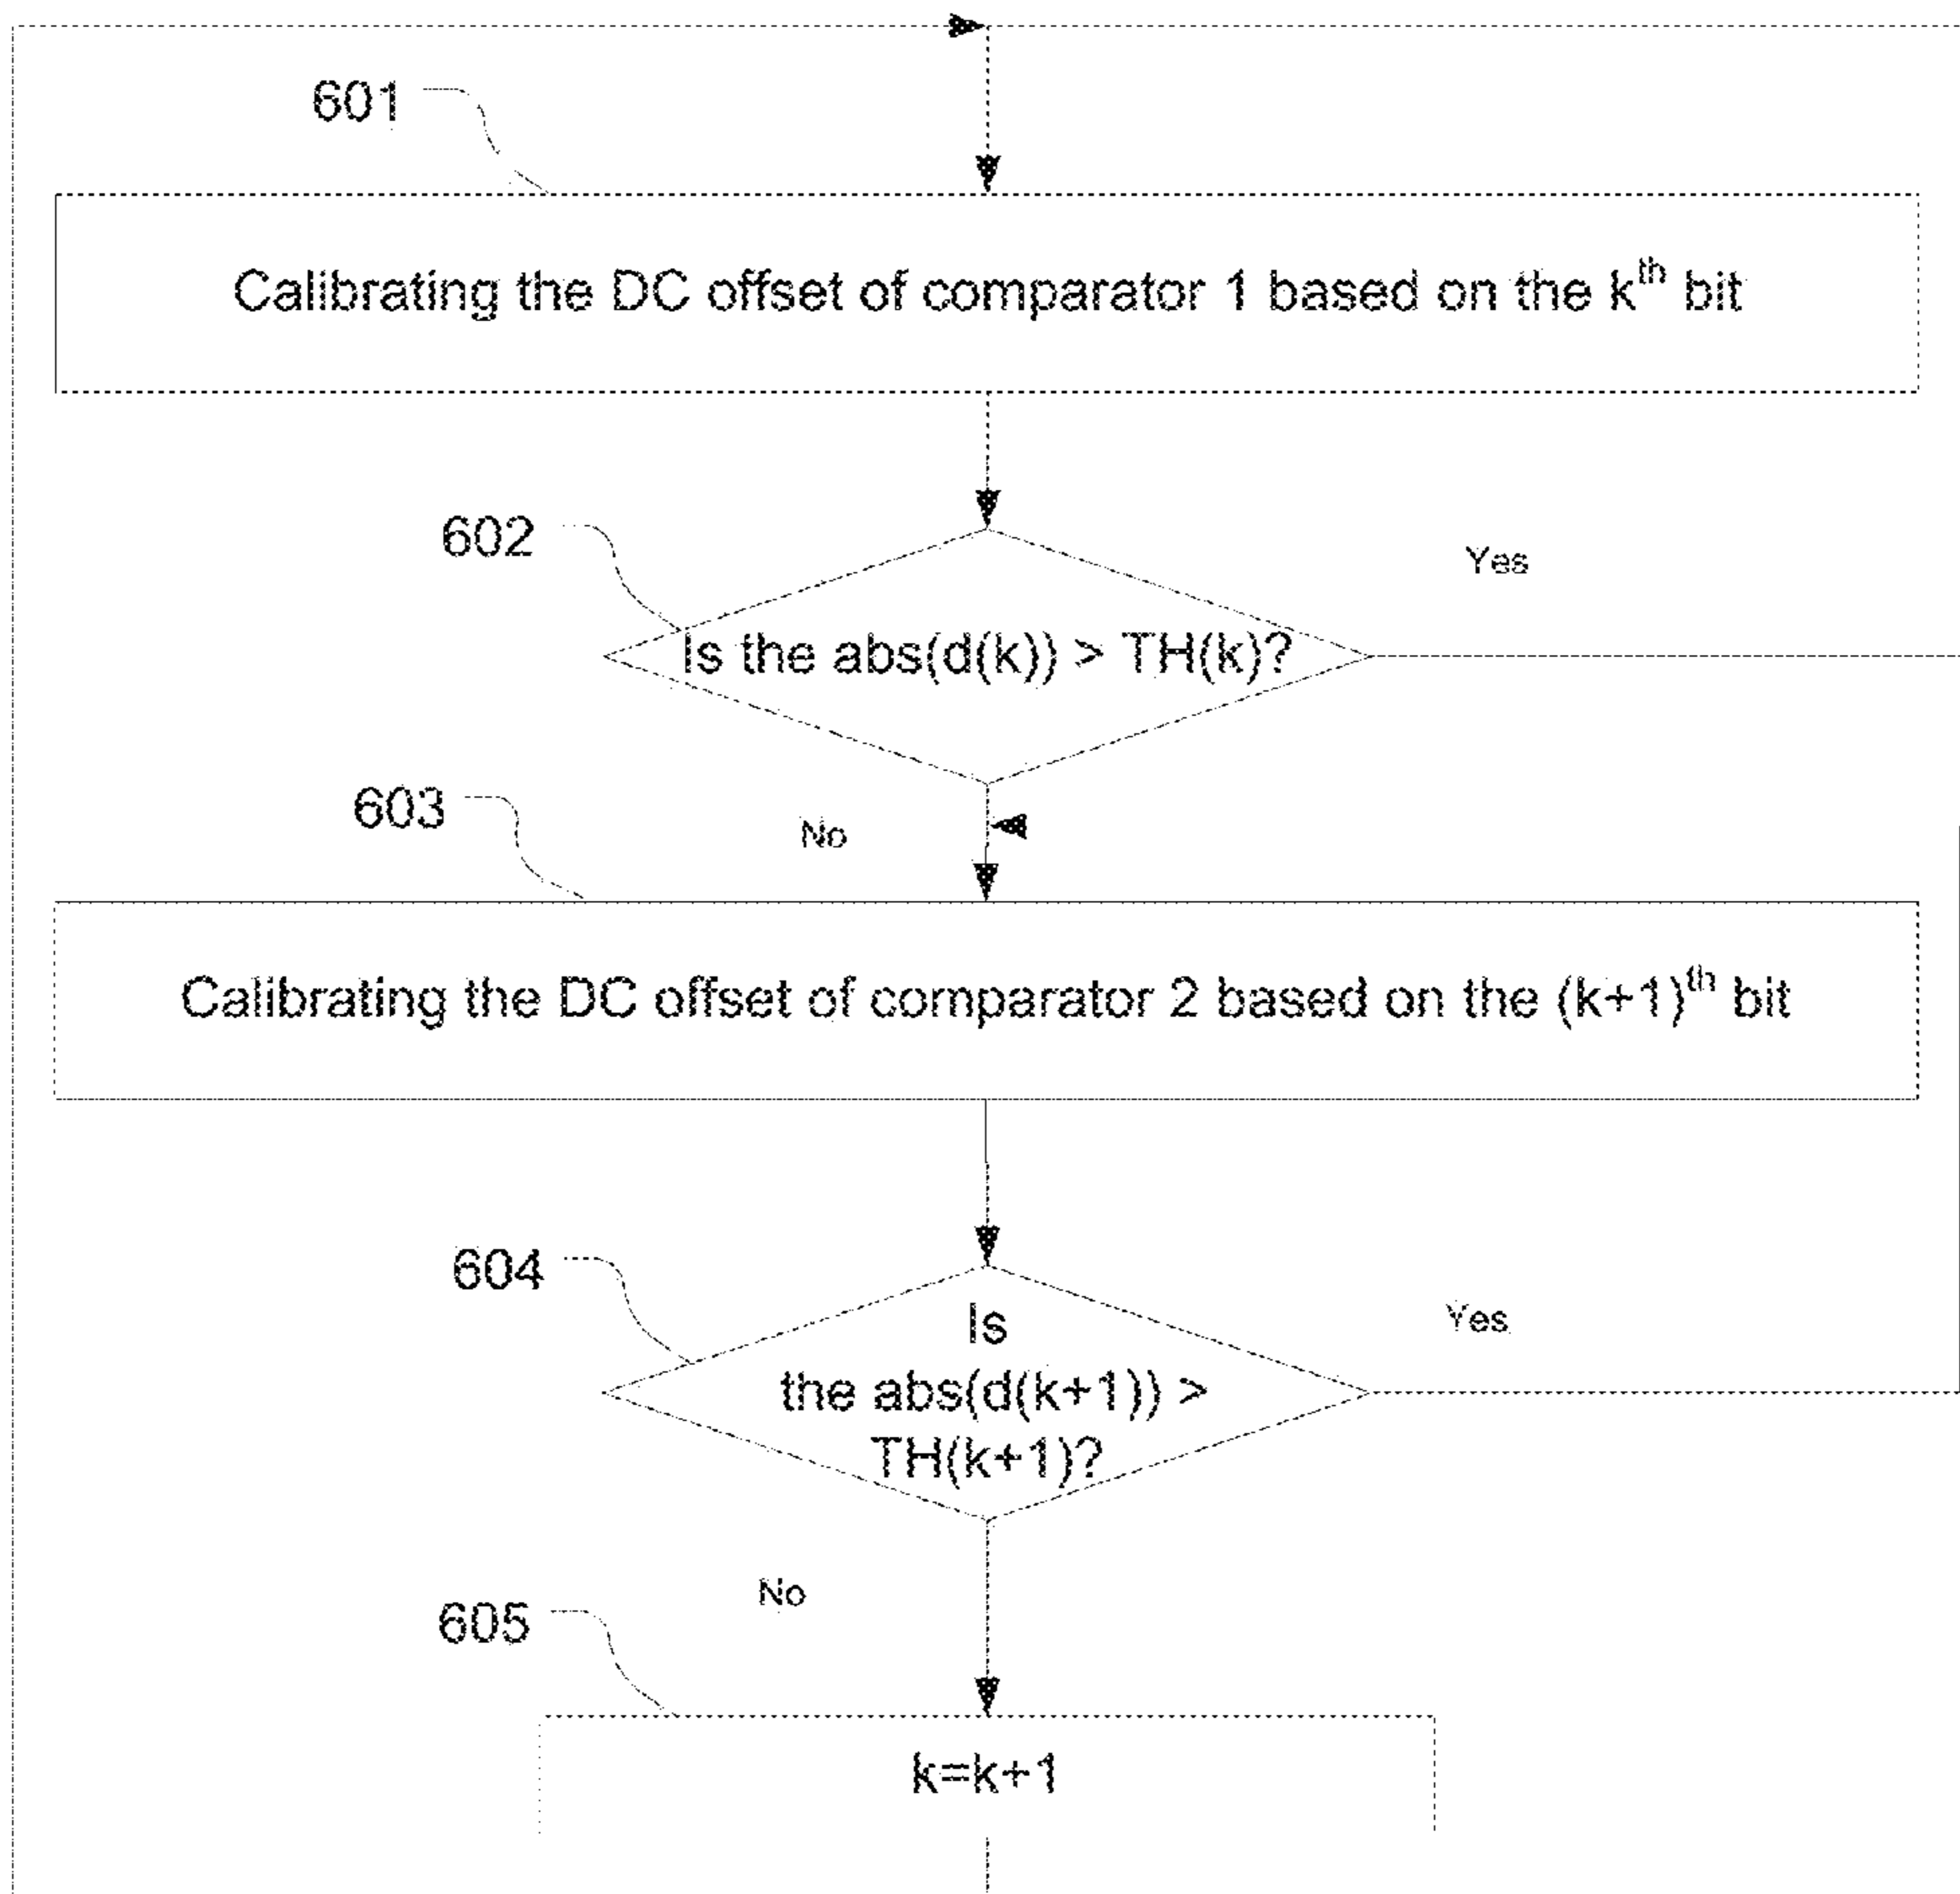 601
Calibrating the DC offset of comparator 1 based on the kᵗʰ bit
602
Yes
Is the abs(d(k)) > TH(k)?
603
No
Calibrating the DC offset of comparator 2 based on the (k+1)ᵗʰ bit
604
Is
Yes
the abs(d(k+1)) >
TH(k+1)?
No
605
k=k+1